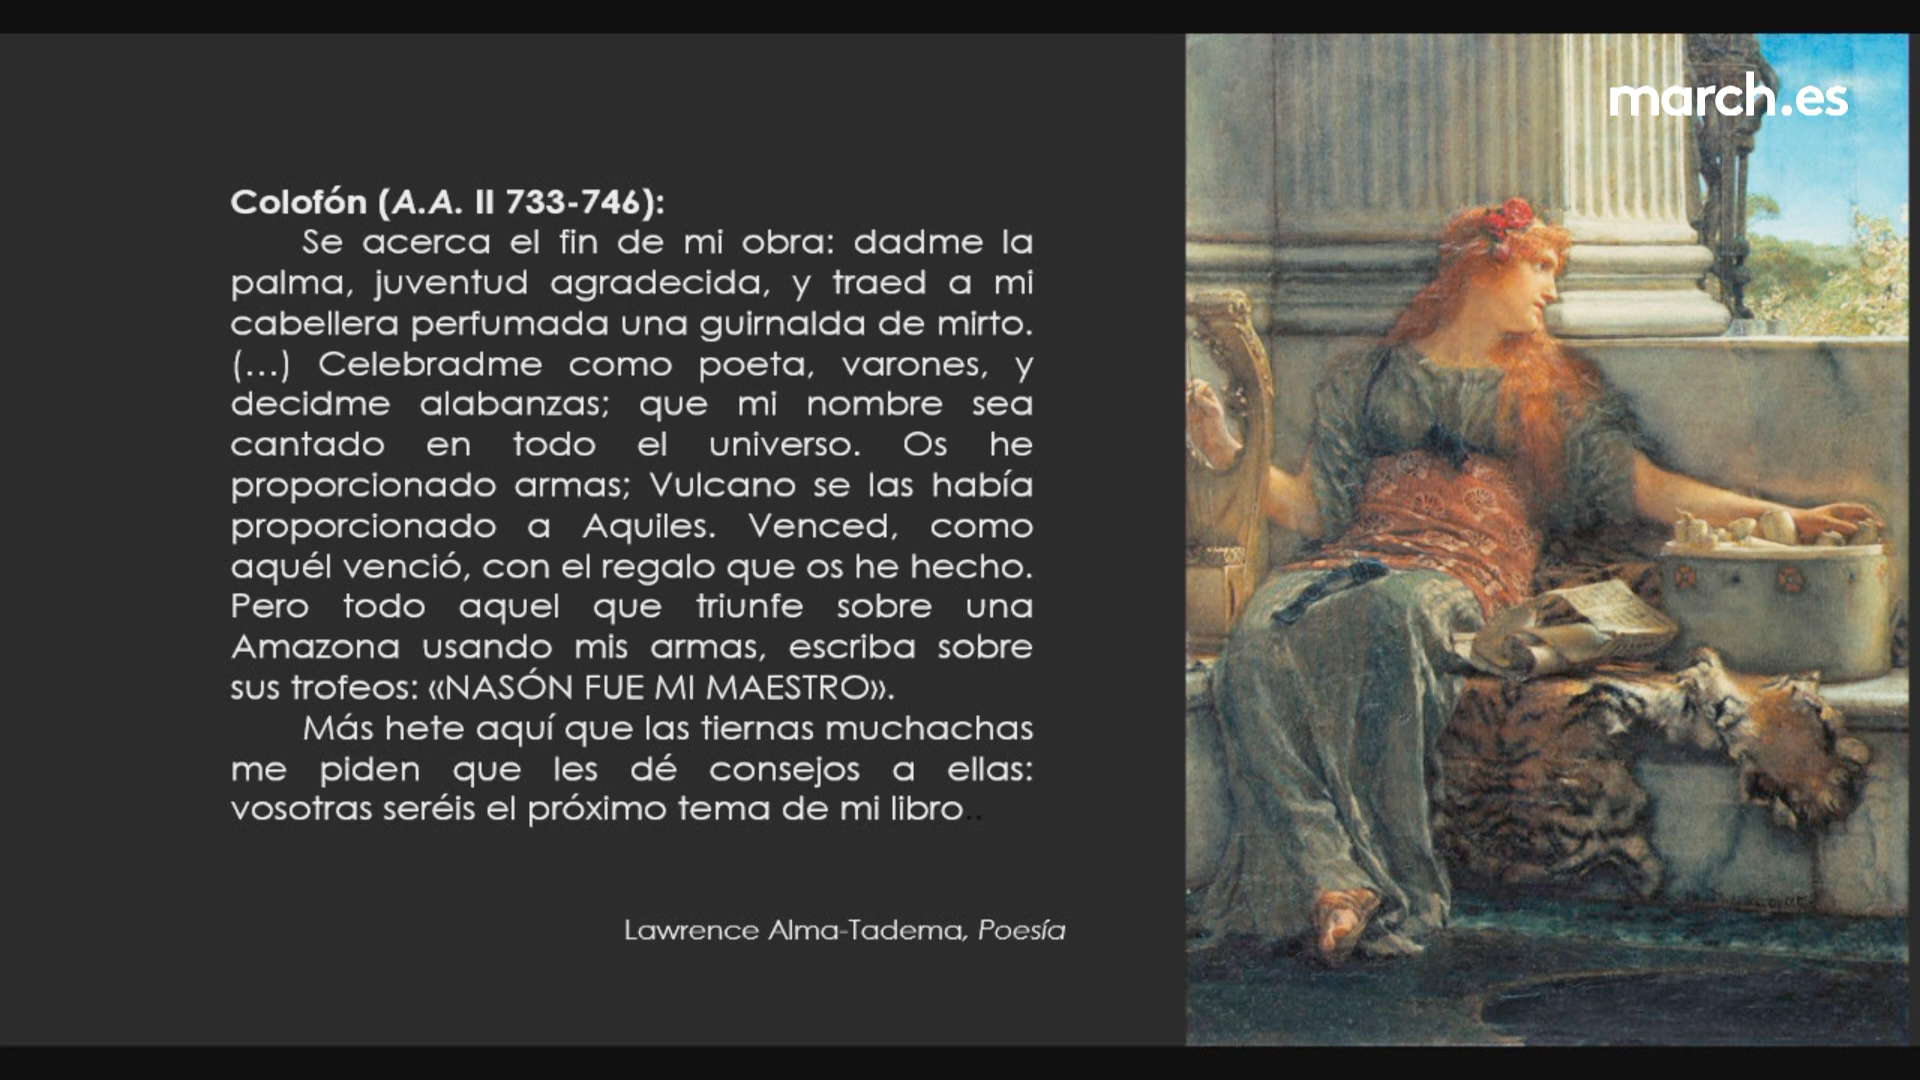 march.es
Colofón (A.A. II 733-746):
Se acerca el fin de mi obra: dadme la
palma, juventud agradecida, y traed a mi
cabellera perfumada una guirnalda de mirto.
(...) Celebradme como poeta, varones, y
decidme alabanzas; que mi nombre sea
cantado en todo el universo. Os he
proporcionado armas; Vulcano se las había
proporcionado a Aquiles. Venced, como
aquél venció, con el regalo que os he hecho.
Pero todo aquel que triunfe sobre una
Amazona usando mis armas, escriba sobre
sus trofeos: «NASÓN FUE MI MAESTRO».
Más hete aquí que las tiernas muchachas
me piden que les dé consejos a ellas:
vosotras seréis el próximo tema de mi libro..
Lawrence Alma-Tadema, Poesía